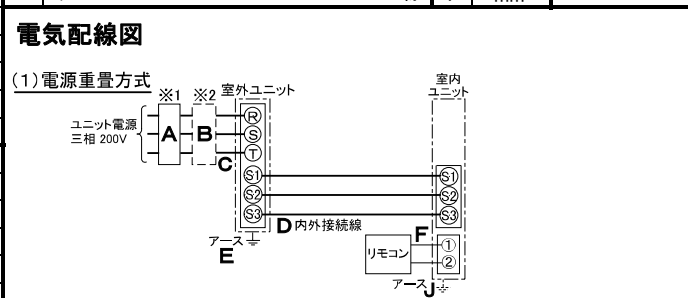 mm
電気配線図
(1)電源重畳方式
※1 ※2 室外ユニット
室内
ユニット
ユニット電源
三相 200V
A B
C
R
S
T
S1
S2
S3
S1
S2
S3
D 内外接続線
アース
E
リモコン
F
①
②
アース J